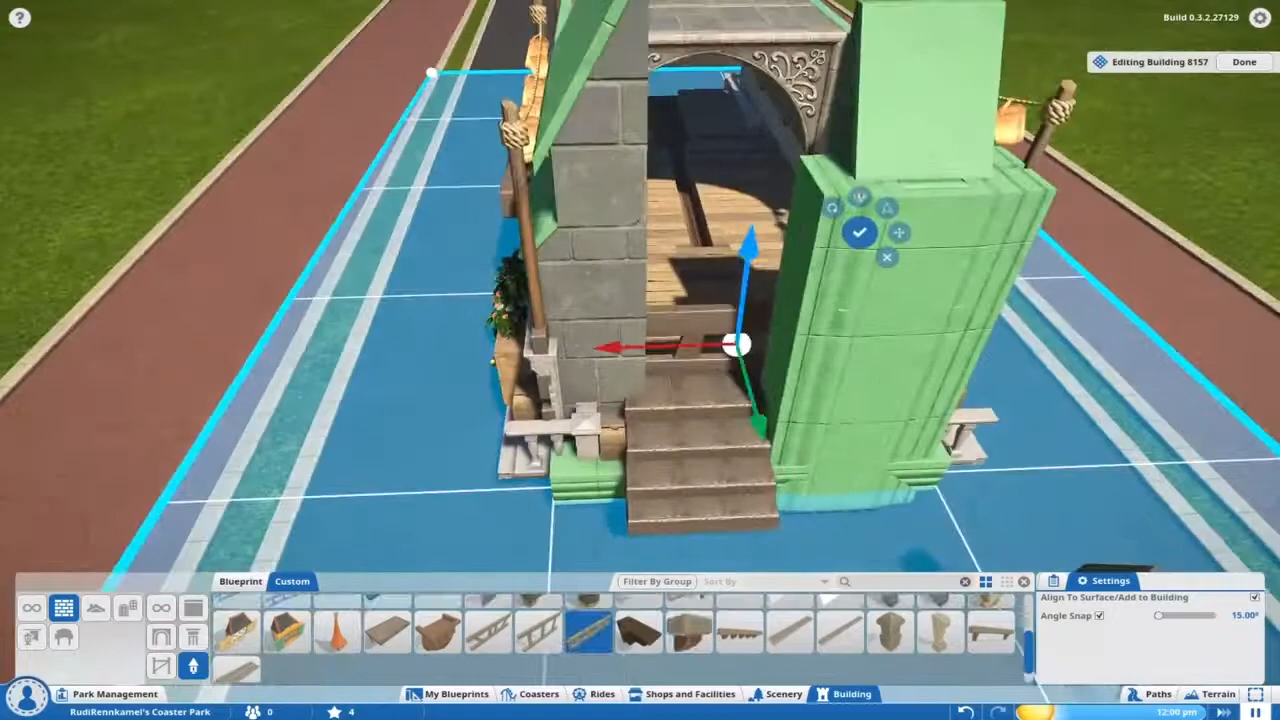 ?
Build 0.3.2.27129
Editing Building 8157 Done
Blueprint Custom Filter By Group Sort By Settings
Align To Surface/Add to Building
Angle Snap 15.00°
Park Management My Blueprints Coasters Rides Shops and Facilities Scenery Building Paths Terrain
RudiRennkamel's Coaster Park 0 4 12:00 pm